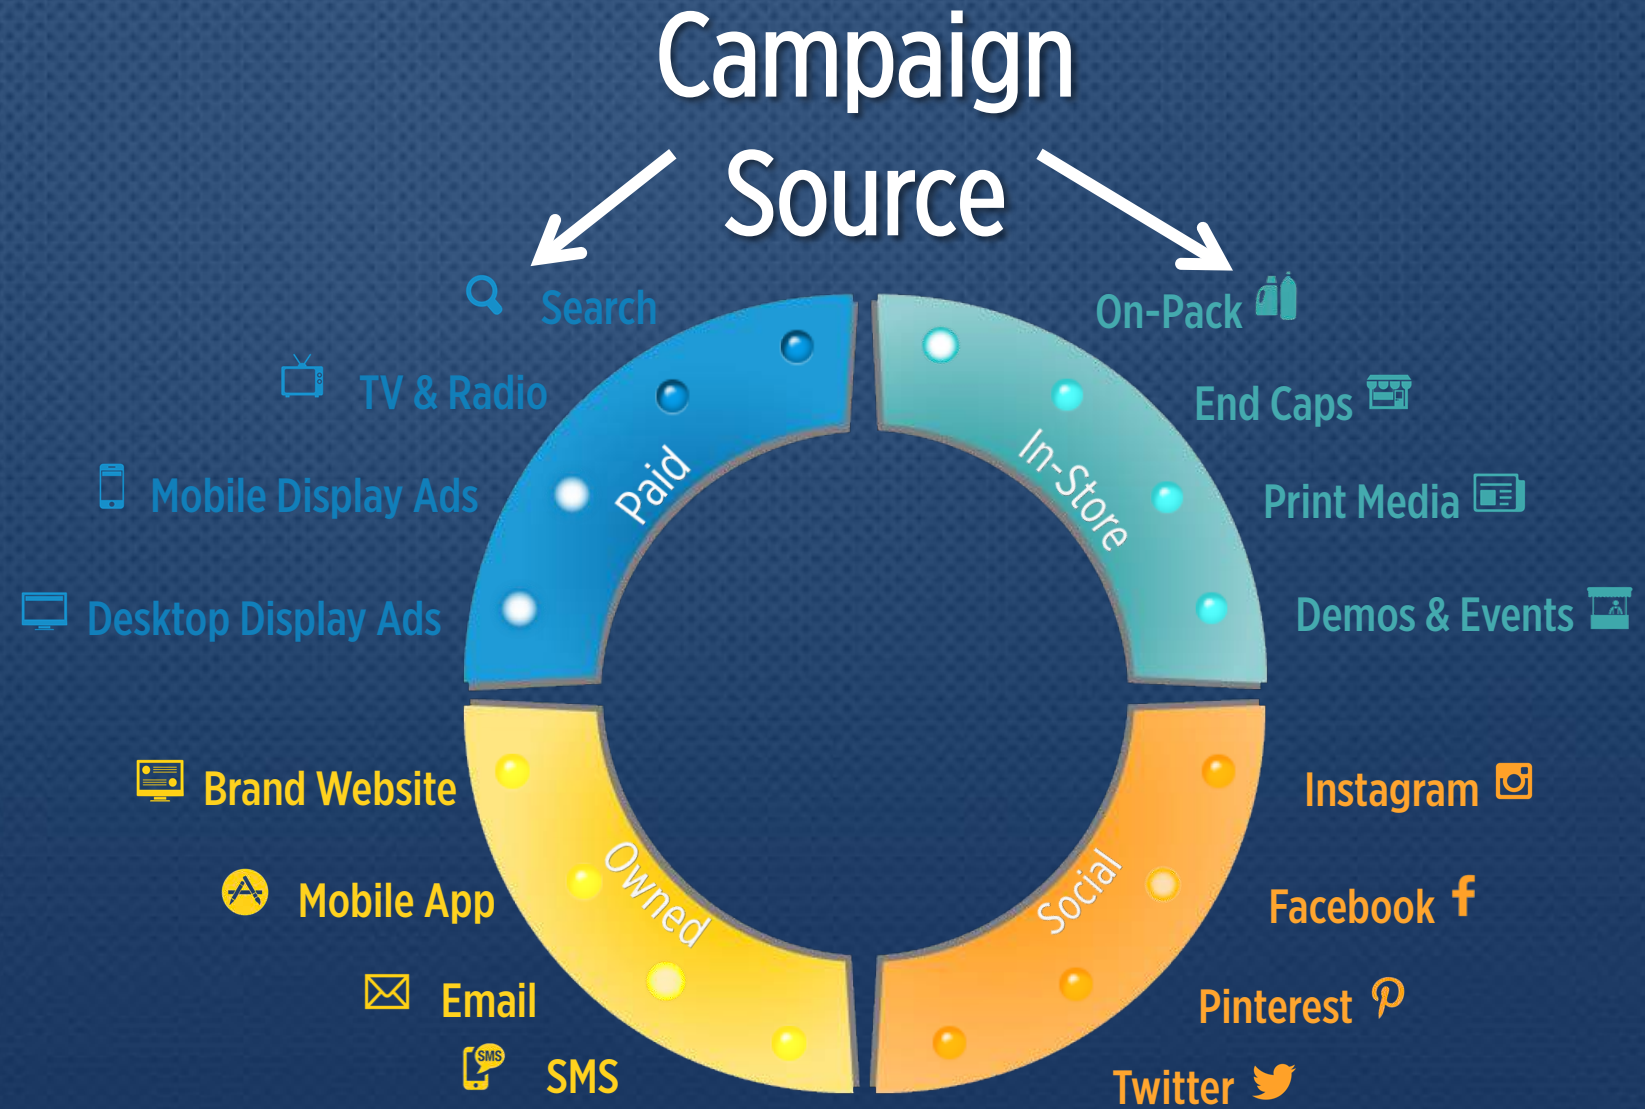 Campaign
Source
Search
TV & Radio
Mobile Display Ads
Desktop Display Ads
Paid
On-Pack
End Caps
Print Media
Demos & Events
In-Store
Brand Website
Mobile App
Email
SMS
SMS
Owned
Instagram
Facebook
Pinterest
Twitter
Social